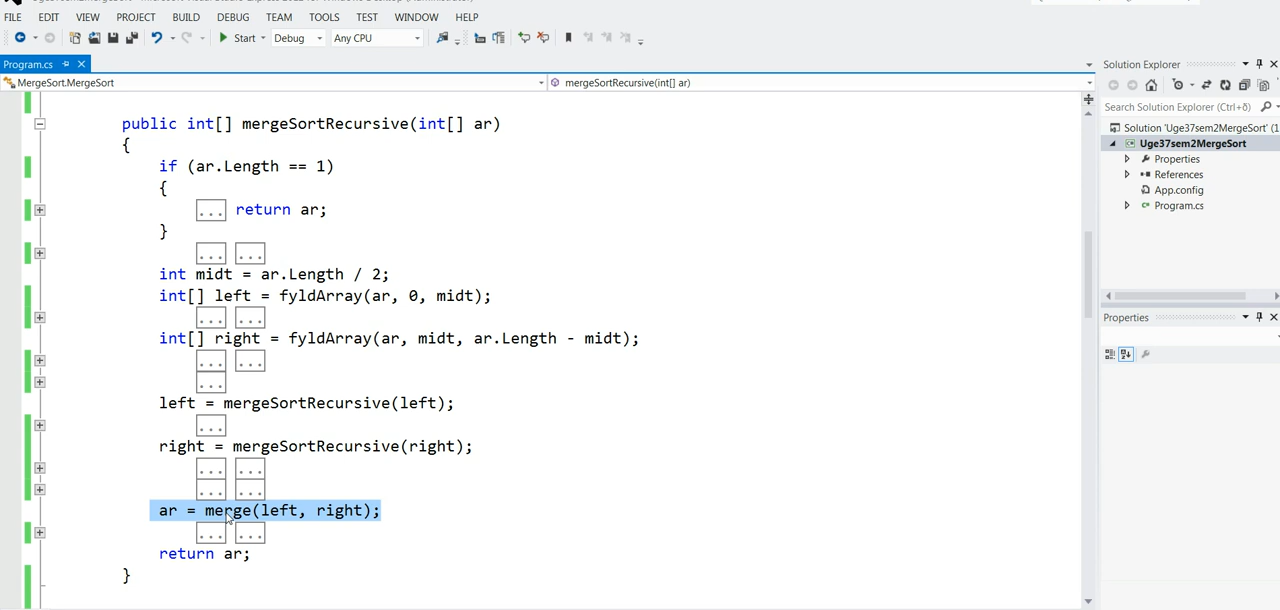 FILE EDIT VIEW PROJECT BUILD DEBUG TEAM TOOLS TEST WINDOW HELP
Start Debug Any CPU
Program.cs
MergeSort.MergeSort mergeSortRecursive(int[] ar)
public int[] mergeSortRecursive(int[] ar)
{
if (ar.Length == 1)
{
... return ar;
}
... ...
int midt = ar.Length / 2;
int[] left = fyldArray(ar, 0, midt);
... ...
int[] right = fyldArray(ar, midt, ar.Length - midt);
... ...
...
left = mergeSortRecursive(left);
...
right = mergeSortRecursive(right);
... ...
... ...
ar = merge(left, right);
... ...
return ar;
}
Solution Explorer
Search Solution Explorer (Ctrl+δ)
Solution 'Uge37sem2MergeSort' (1
Uge37sem2MergeSort
Properties
References
App.config
Program.cs
Properties